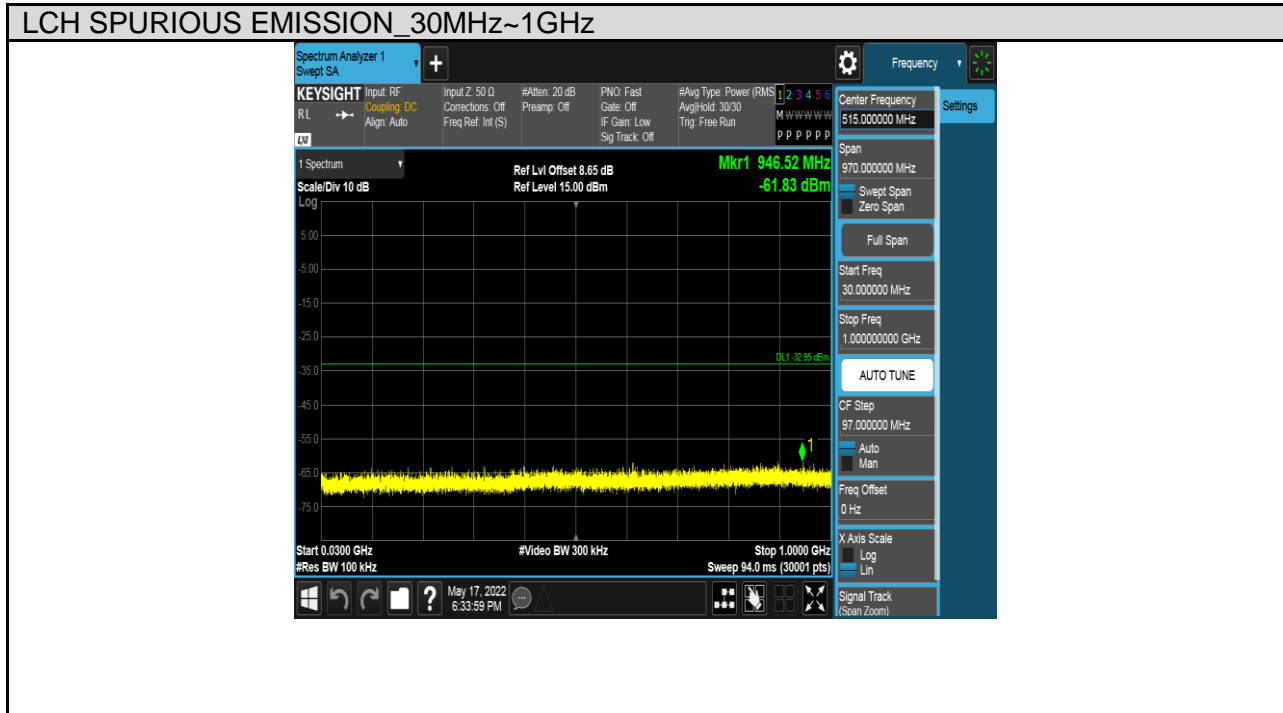 LCH SPURIOUS EMISSION_30MHz~1GHz
Spectrum Analyzer 1
Swept SA
+
Frequency
KEYSIGHT
RL
LXI
Input: RF
Coupling: DC
Align: Auto
Input Z: 50 Ω
Corrections: Off
Freq Ref: Int (S)
#Atten: 20 dB
Preamp: Off
PNO: Fast
Gate: Off
IF Gain: Low
Sig Track: Off
#Avg Type: Power (RMS
Avg|Hold: 30/30
Trig: Free Run
1 2 3 4 5 6
M W W W W W
P P P P P P
1 Spectrum
Scale/Div 10 dB
Log
Ref Lvl Offset 8.65 dB
Ref Level 15.00 dBm
Mkr1 946.52 MHz
-61.83 dBm
5.00
-5.00
-15.0
-25.0
DL1 -32.95 dBm
-35.0
-45.0
-55.0
1
-65.0
-75.0
Start 0.0300 GHz
#Res BW 100 kHz
#Video BW 300 kHz
Stop 1.0000 GHz
Sweep 94.0 ms (30001 pts)
?
May 17, 2022
6:33:59 PM
Center Frequency
515.000000 MHz
Span
970.000000 MHz
Swept Span
Zero Span
Full Span
Start Freq
30.000000 MHz
Stop Freq
1.000000000 GHz
AUTO TUNE
CF Step
97.000000 MHz
Auto
Man
Freq Offset
0 Hz
X Axis Scale
Log
Lin
Signal Track
(Span Zoom)
Settings